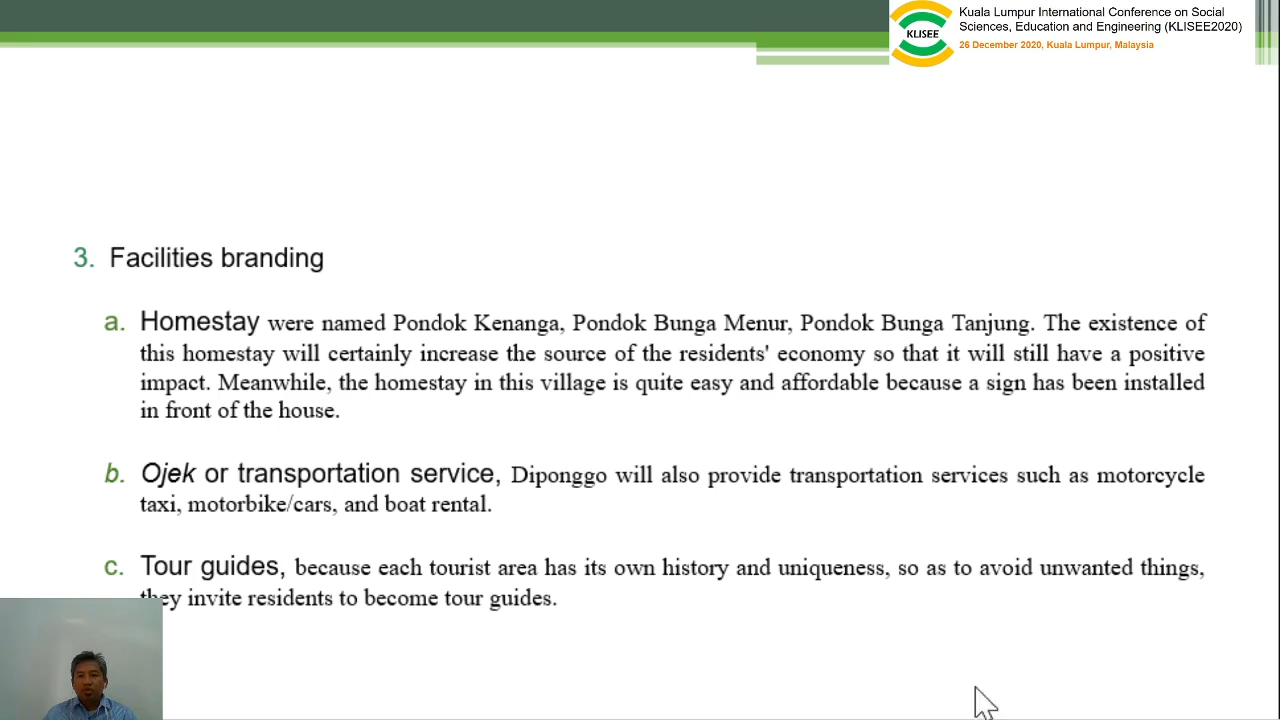 KLISEE
Kuala Lumpur International Conference on Social
Sciences, Education and Engineering (KLISEE2020)
26 December 2020, Kuala Lumpur, Malaysia
3. Facilities branding
a. Homestay were named Pondok Kenanga, Pondok Bunga Menur, Pondok Bunga Tanjung. The existence of
this homestay will certainly increase the source of the residents' economy so that it will still have a positive
impact. Meanwhile, the homestay in this village is quite easy and affordable because a sign has been installed
in front of the house.
b. Ojek or transportation service, Diponggo will also provide transportation services such as motorcycle
taxi, motorbike/cars, and boat rental.
c. Tour guides, because each tourist area has its own history and uniqueness, so as to avoid unwanted things,
they invite residents to become tour guides.